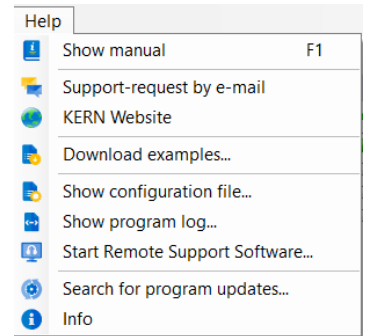 Help
Show manual F1
Support-request by e-mail
KERN Website
Download examples...
Show configuration file...
Show program log...
Start Remote Support Software...
Search for program updates...
Info